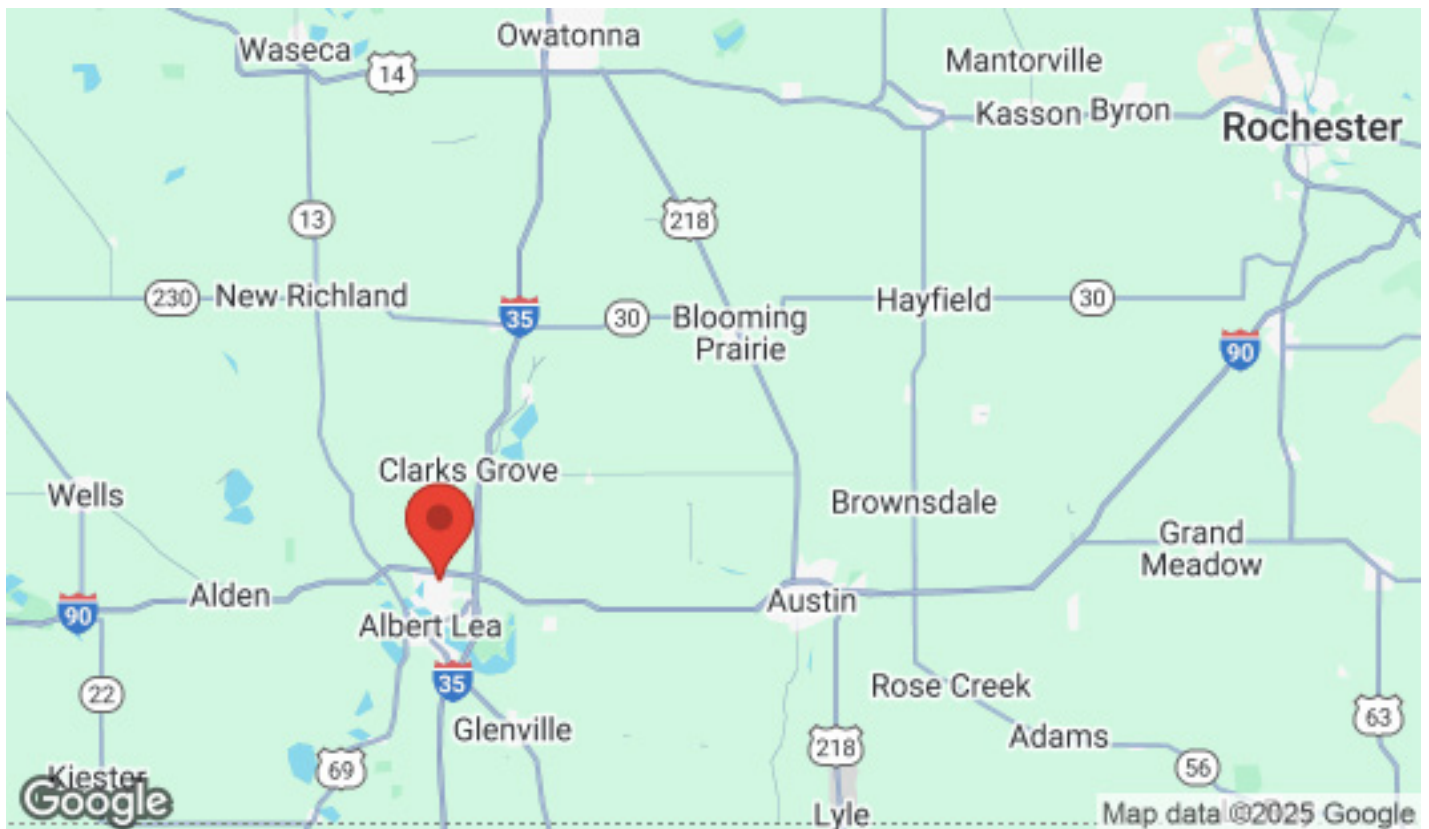 Owatonna
Waseca
14
Mantorville
Kasson
Byron
Rochester
13
218
230
New Richland
35
30
Blooming
Prairie
Hayfield
30
90
Clarks Grove
Wells
Brownsdale
Grand
Meadow
Alden
90
Austin
Albert Lea
35
22
Rose Creek
Glenville
218
Adams
63
69
56
Kiester
Google
Lyle
Map data ©2025 Google